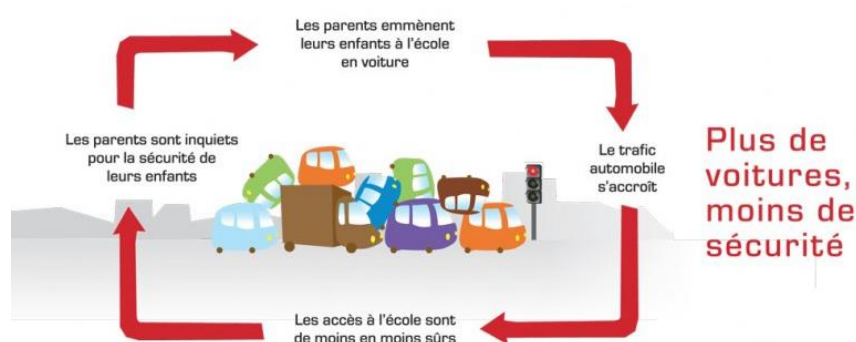 Les parents emmènent
leurs enfants à l'école
en voiture
Les parents sont inquiets
pour la sécurité de
leurs enfants
Le trafic
automobile
s'accroît
Plus de
voitures,
moins de
sécurité
Les accès à l'école sont
de moins en moins sûrs